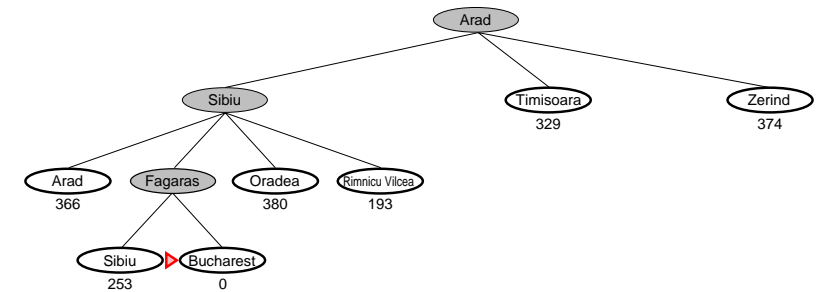 Arad
Sibiu
Timisoara
Zerind
329
374
Arad
Fagaras
Oradea
Rimnicu Vilcea
366
380
193
Sibiu
Bucharest
253
0